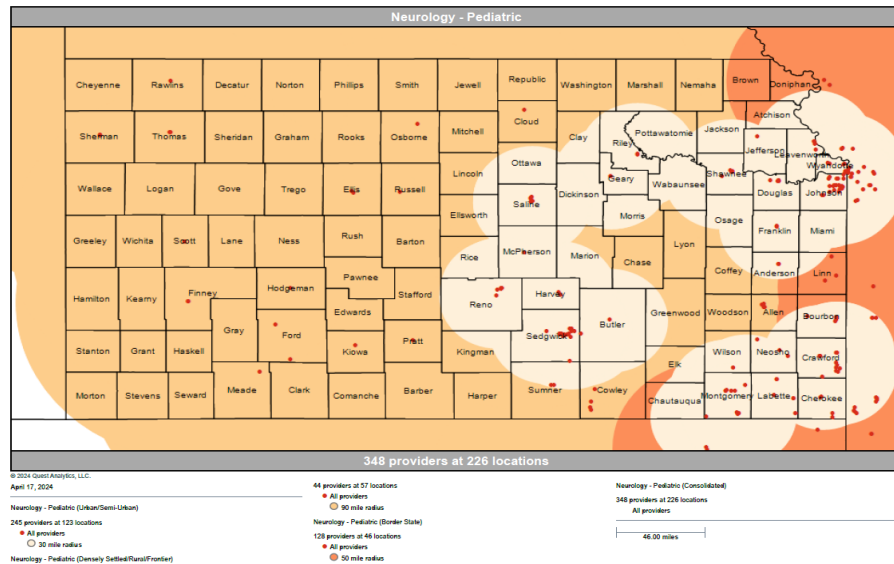 Neurology - Pediatric
Cheyenne Rawlins Decatur Norton Phillips Smith Jewell Republic Washington Marshall Nemaha Brown Doniphan
Sherman Thomas Sheridan Graham Rooks Osborne Mitchell Cloud Clay Riley Pottawatomie Jackson Atchison
Jefferson Leavenworth
Wyandotte
Wallace Logan Gove Trego Ellis Russell Lincoln Ottawa Dickinson Geary Wabaunsee Shawnee Douglas Johnson
Saline
Ellsworth Morris Osage
Greeley Wichita Scott Lane Ness Rush Barton Rice McPherson Marion Chase Lyon Franklin Miami
Hamilton Kearny Finney Hodgeman Pawnee Stafford Reno Harvey Coffey Anderson Linn
Gray Ford Edwards Sedgwick Butler Greenwood Woodson Allen Bourbon
Stanton Grant Haskell Kiowa Pratt Kingman Elk Wilson Neosho Crawford
Morton Stevens Seward Meade Clark Comanche Barber Harper Sumner Cowley Chautauqua Montgomery Labette Cherokee
348 providers at 226 locations
© 2024 Quest Analytics, LLC.
April 17, 2024
Neurology - Pediatric (Urban/Semi-Urban)
245 providers at 123 locations
All providers
30 mile radius
Neurology - Pediatric (Densely Settled/Rural/Frontier)
44 providers at 57 locations
All providers
90 mile radius
Neurology - Pediatric (Border State)
128 providers at 46 locations
All providers
50 mile radius
Neurology - Pediatric (Consolidated)
348 providers at 226 locations
All providers
46.00 miles